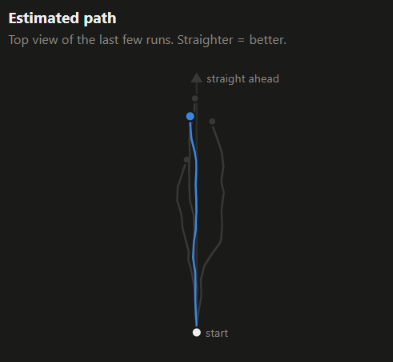 Estimated path
Top view of the last few runs. Straighter = better.
straight ahead
start